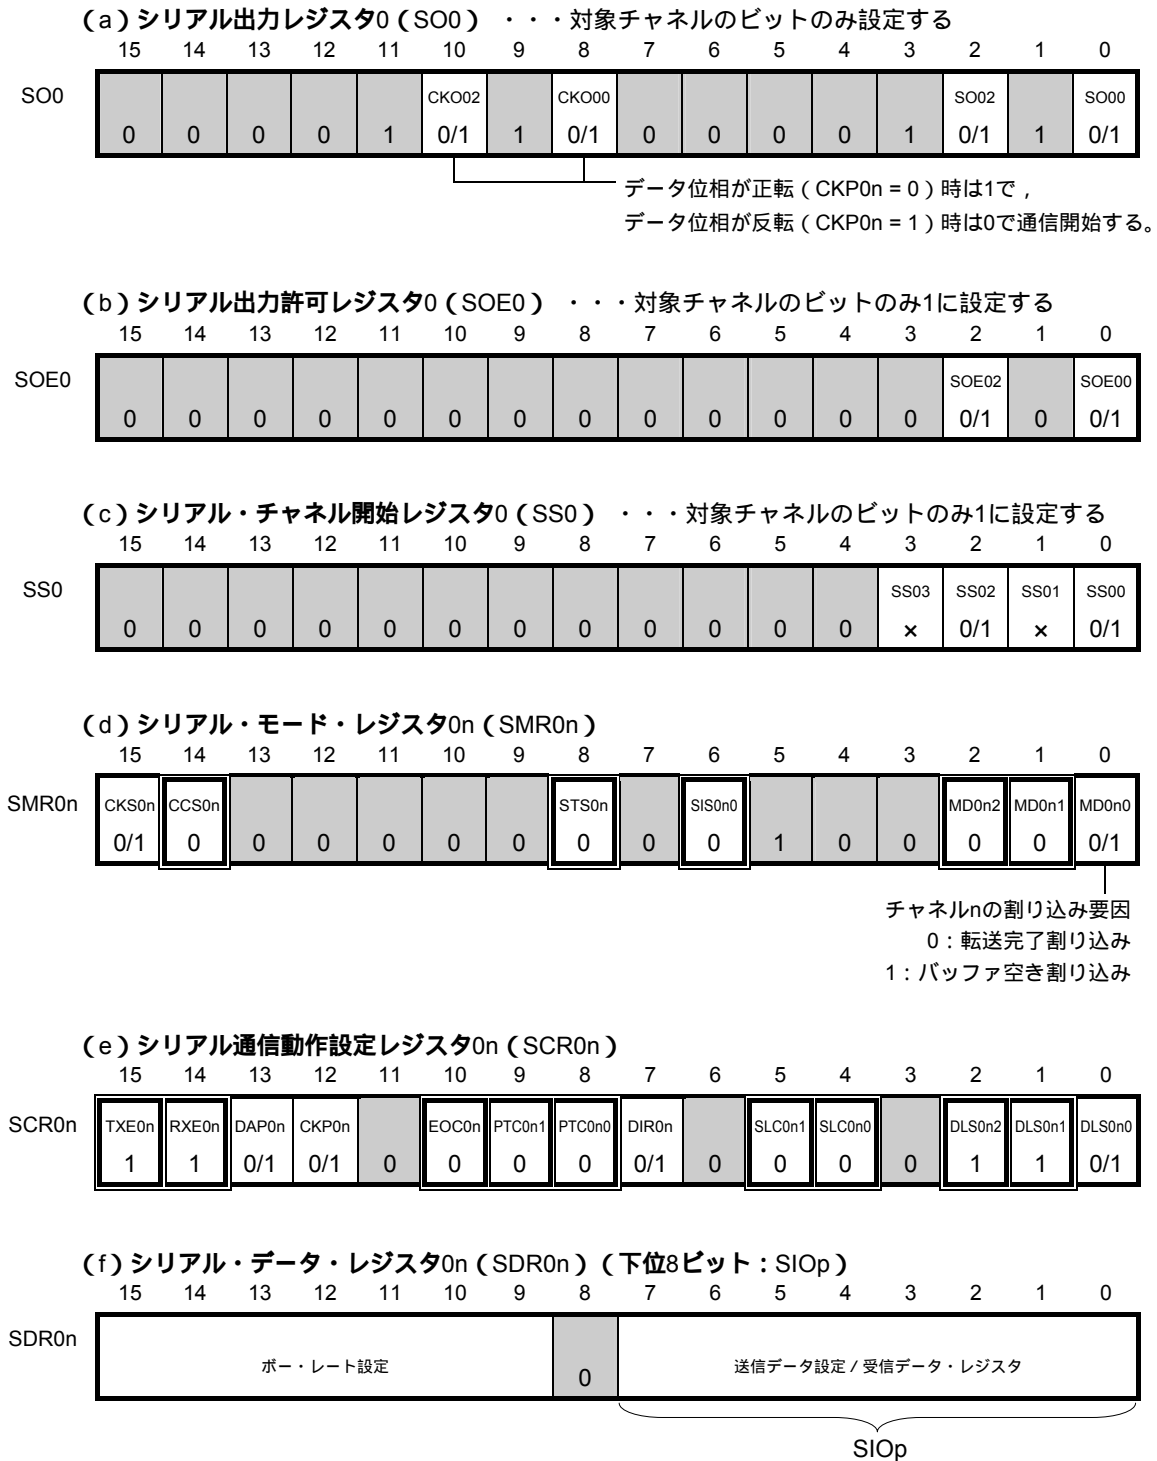 (a)シリアル出力レジスタ0(SO0) ・・・対象チャネルのビットのみ設定する
15 14 13 12 11 10 9 8 7 6 5 4 3 2 1 0
CKO02 CKO00 SO02 SO00
SO0
0 0 0 0 1 0/1 1 0/1 0 0 0 0 1 0/1 1 0/1
データ位相が正転(CKP0n = 0)時は1で,
データ位相が反転(CKP0n = 1)時は0で通信開始する。
(b)シリアル出力許可レジスタ0(SOE0) ・・・対象チャネルのビットのみ1に設定する
15 14 13 12 11 10 9 8 7 6 5 4 3 2 1 0
SOE0 SOE02 SOE00
0 0 0 0 0 0 0 0 0 0 0 0 0 0/1 0 0/1
(c)シリアル・チャネル開始レジスタ0(SS0) ・・・対象チャネルのビットのみ1に設定する
15 14 13 12 11 10 9 8 7 6 5 4 3 2 1 0
SS0 SS03 SS02 SS01 SS00
0 0 0 0 0 0 0 0 0 0 0 0 × 0/1 × 0/1
(d)シリアル・モード・レジスタ0n(SMR0n)
15 14 13 12 11 10 9 8 7 6 5 4 3 2 1 0
SMR0n CKS0n CCS0n STS0n SIS0n0 MD0n2 MD0n1 MD0n0
0/1 0 0 0 0 0 0 0 0 0 1 0 0 0 0 0/1
チャネルnの割り込み要因
0:転送完了割り込み
1:バッファ空き割り込み
(e)シリアル通信動作設定レジスタ0n(SCR0n)
15 14 13 12 11 10 9 8 7 6 5 4 3 2 1 0
SCR0n TXE0n RXE0n DAP0n CKP0n EOC0n PTC0n1 PTC0n0 DIR0n SLC0n1 SLC0n0 DLS0n2 DLS0n1 DLS0n0
1 1 0/1 0/1 0 0 0 0 0/1 0 0 0 0 1 1 0/1
(f)シリアル・データ・レジスタ0n(SDR0n)(下位8ビット:SIOp)
15 14 13 12 11 10 9 8 7 6 5 4 3 2 1 0
SDR0n
ボー・レート設定 0 送信データ設定/受信データ・レジスタ
SIOp